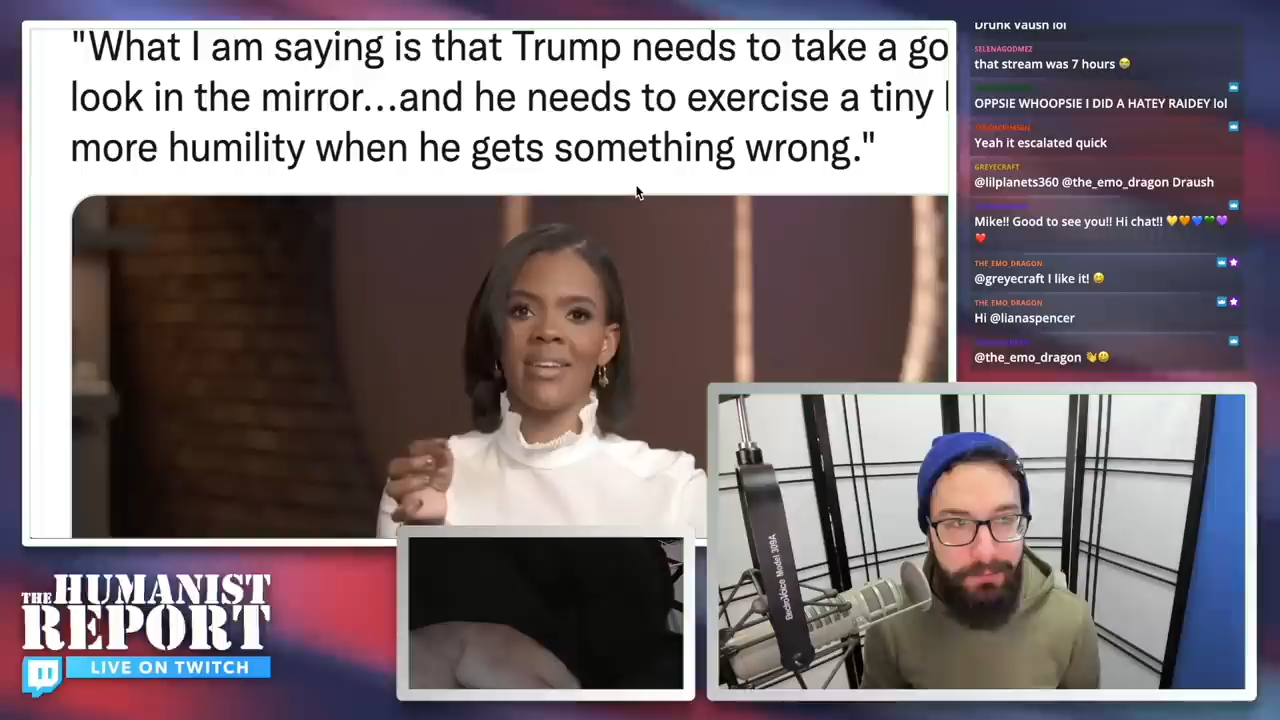 "What I am saying is that Trump needs to take a go
look in the mirror...and he needs to exercise a tiny
more humility when he gets something wrong."
Drunk Vaush lol
SELENAGODMEZ
that stream was 7 hours 😂
OPPSIE WHOOPSIE I DID A HATEY RAIDEY lol
Yeah it escalated quick
GREYECRAFT
@lilplanets360 @the_emo_dragon Draush
Mike!! Good to see you!! Hi chat!! 💛🧡💙💚💜
❤️
THE_EMO_DRAGON
@greyecraft I like it! 😄
THE_EMO_DRAGON
Hi @lianaspencer
@the_emo_dragon 👋😃
ElectroVoice Model 309A
THE HUMANIST
REPORT
LIVE ON TWITCH